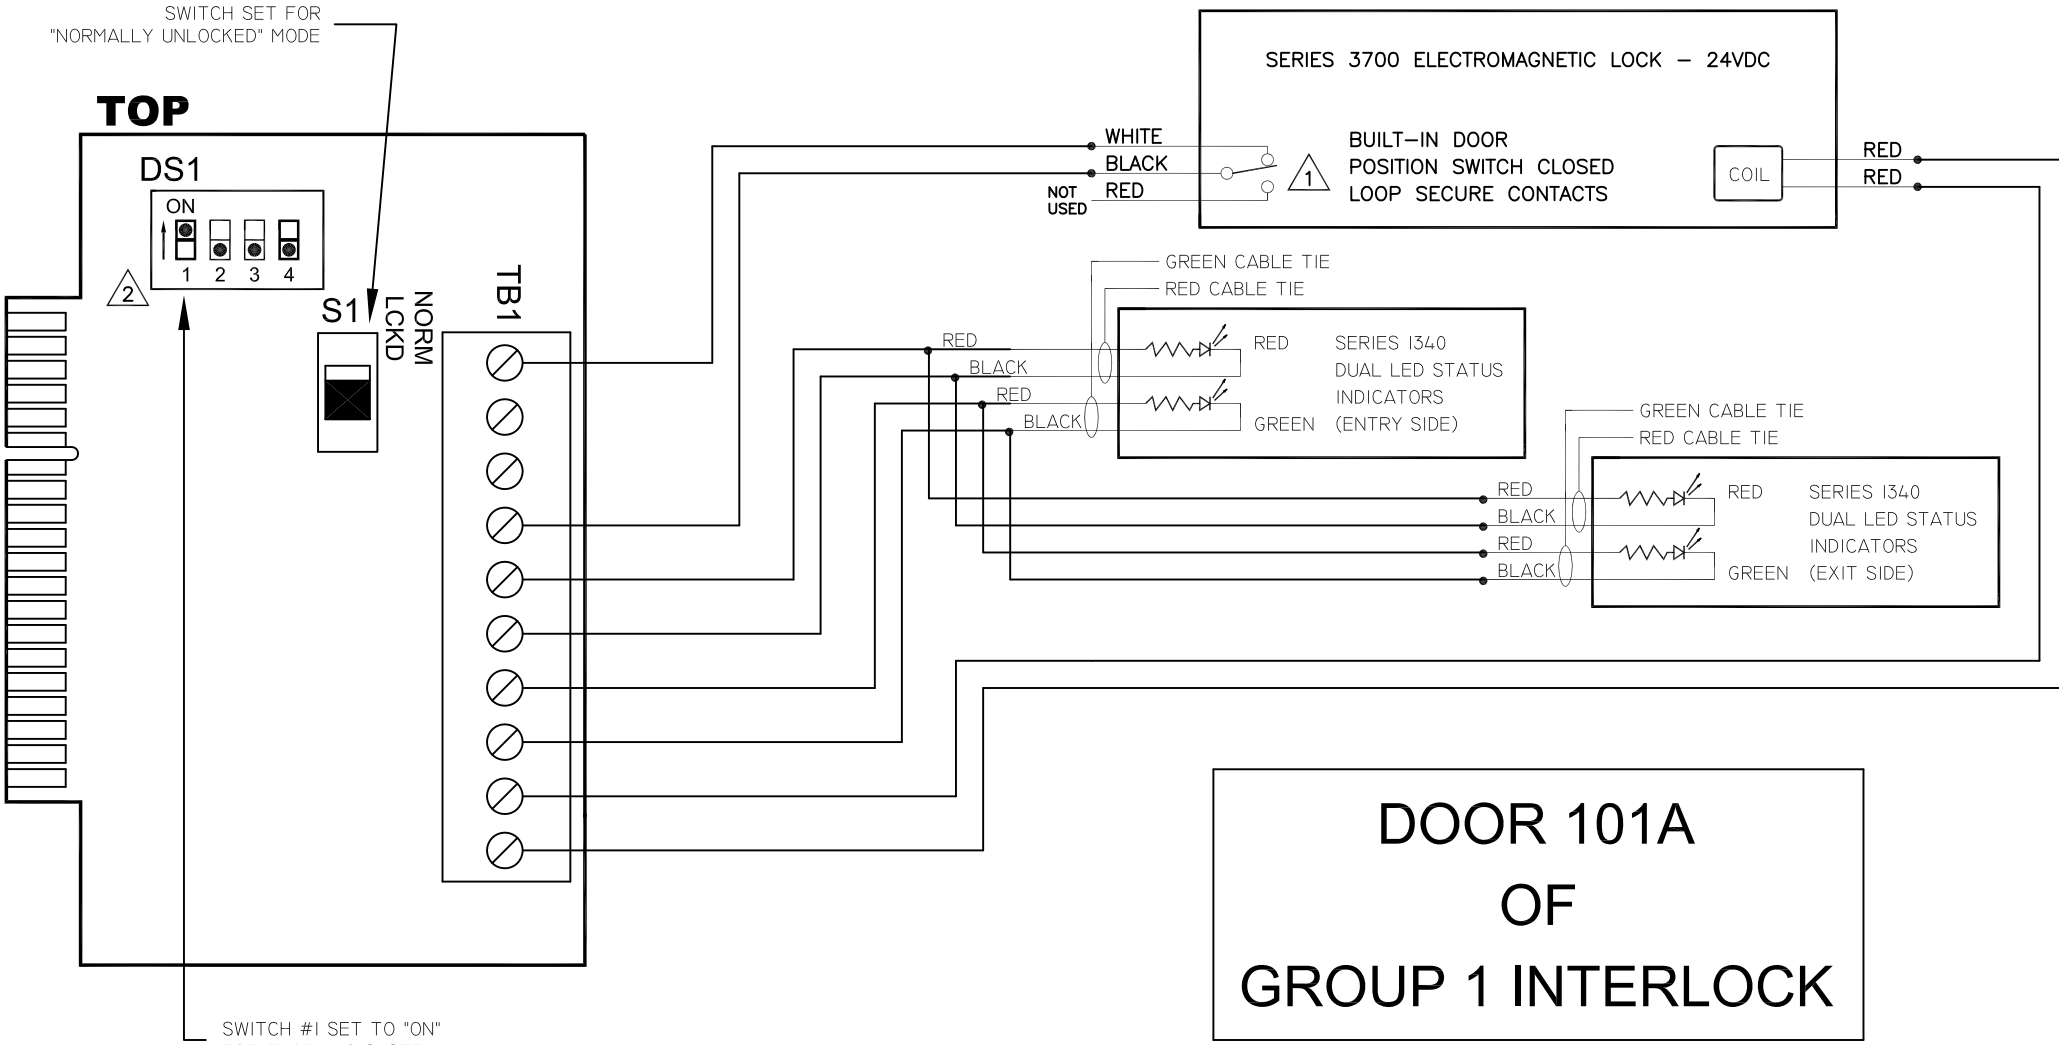 SWITCH SET FOR
"NORMALLY UNLOCKED" MODE
TOP
DS1
ON
1 2 3 4
2
S1
NORM
LCKD
TB1
SWITCH #1 SET TO "ON"
SERIES 3700 ELECTROMAGNETIC LOCK - 24VDC
WHITE
BLACK
RED
NOT
USED
1
BUILT-IN DOOR
POSITION SWITCH CLOSED
LOOP SECURE CONTACTS
COIL
RED
RED
GREEN CABLE TIE
RED CABLE TIE
RED
BLACK
RED
BLACK
RED
GREEN
SERIES 1340
DUAL LED STATUS
INDICATORS
(ENTRY SIDE)
GREEN CABLE TIE
RED CABLE TIE
RED
BLACK
RED
BLACK
RED
GREEN
SERIES 1340
DUAL LED STATUS
INDICATORS
(EXIT SIDE)
DOOR 101A
OF
GROUP 1 INTERLOCK